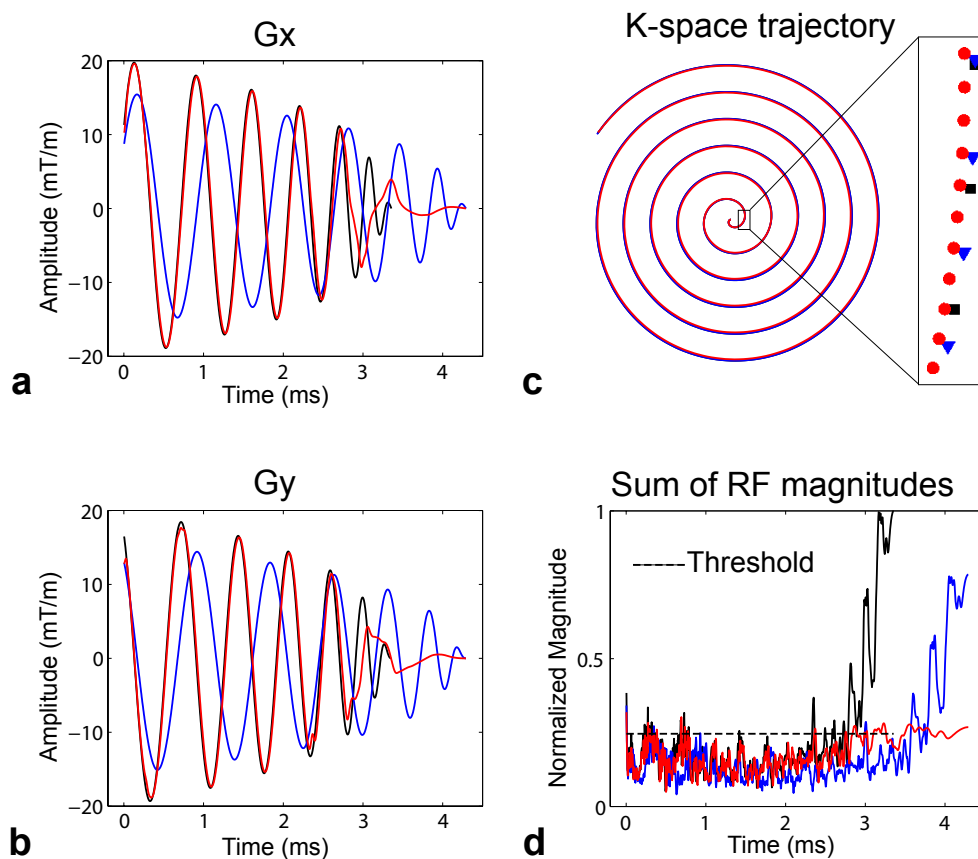 Gx
20
10
0
−10
−20
Amplitude (mT/m)
0 1 2 3 4
Time (ms)
a
K-space trajectory
c
Gy
20
10
0
−10
−20
Amplitude (mT/m)
0 1 2 3 4
Time (ms)
b
Sum of RF magnitudes
1
0.5
0
Normalized Magnitude
Threshold
0 1 2 3 4
Time (ms)
d